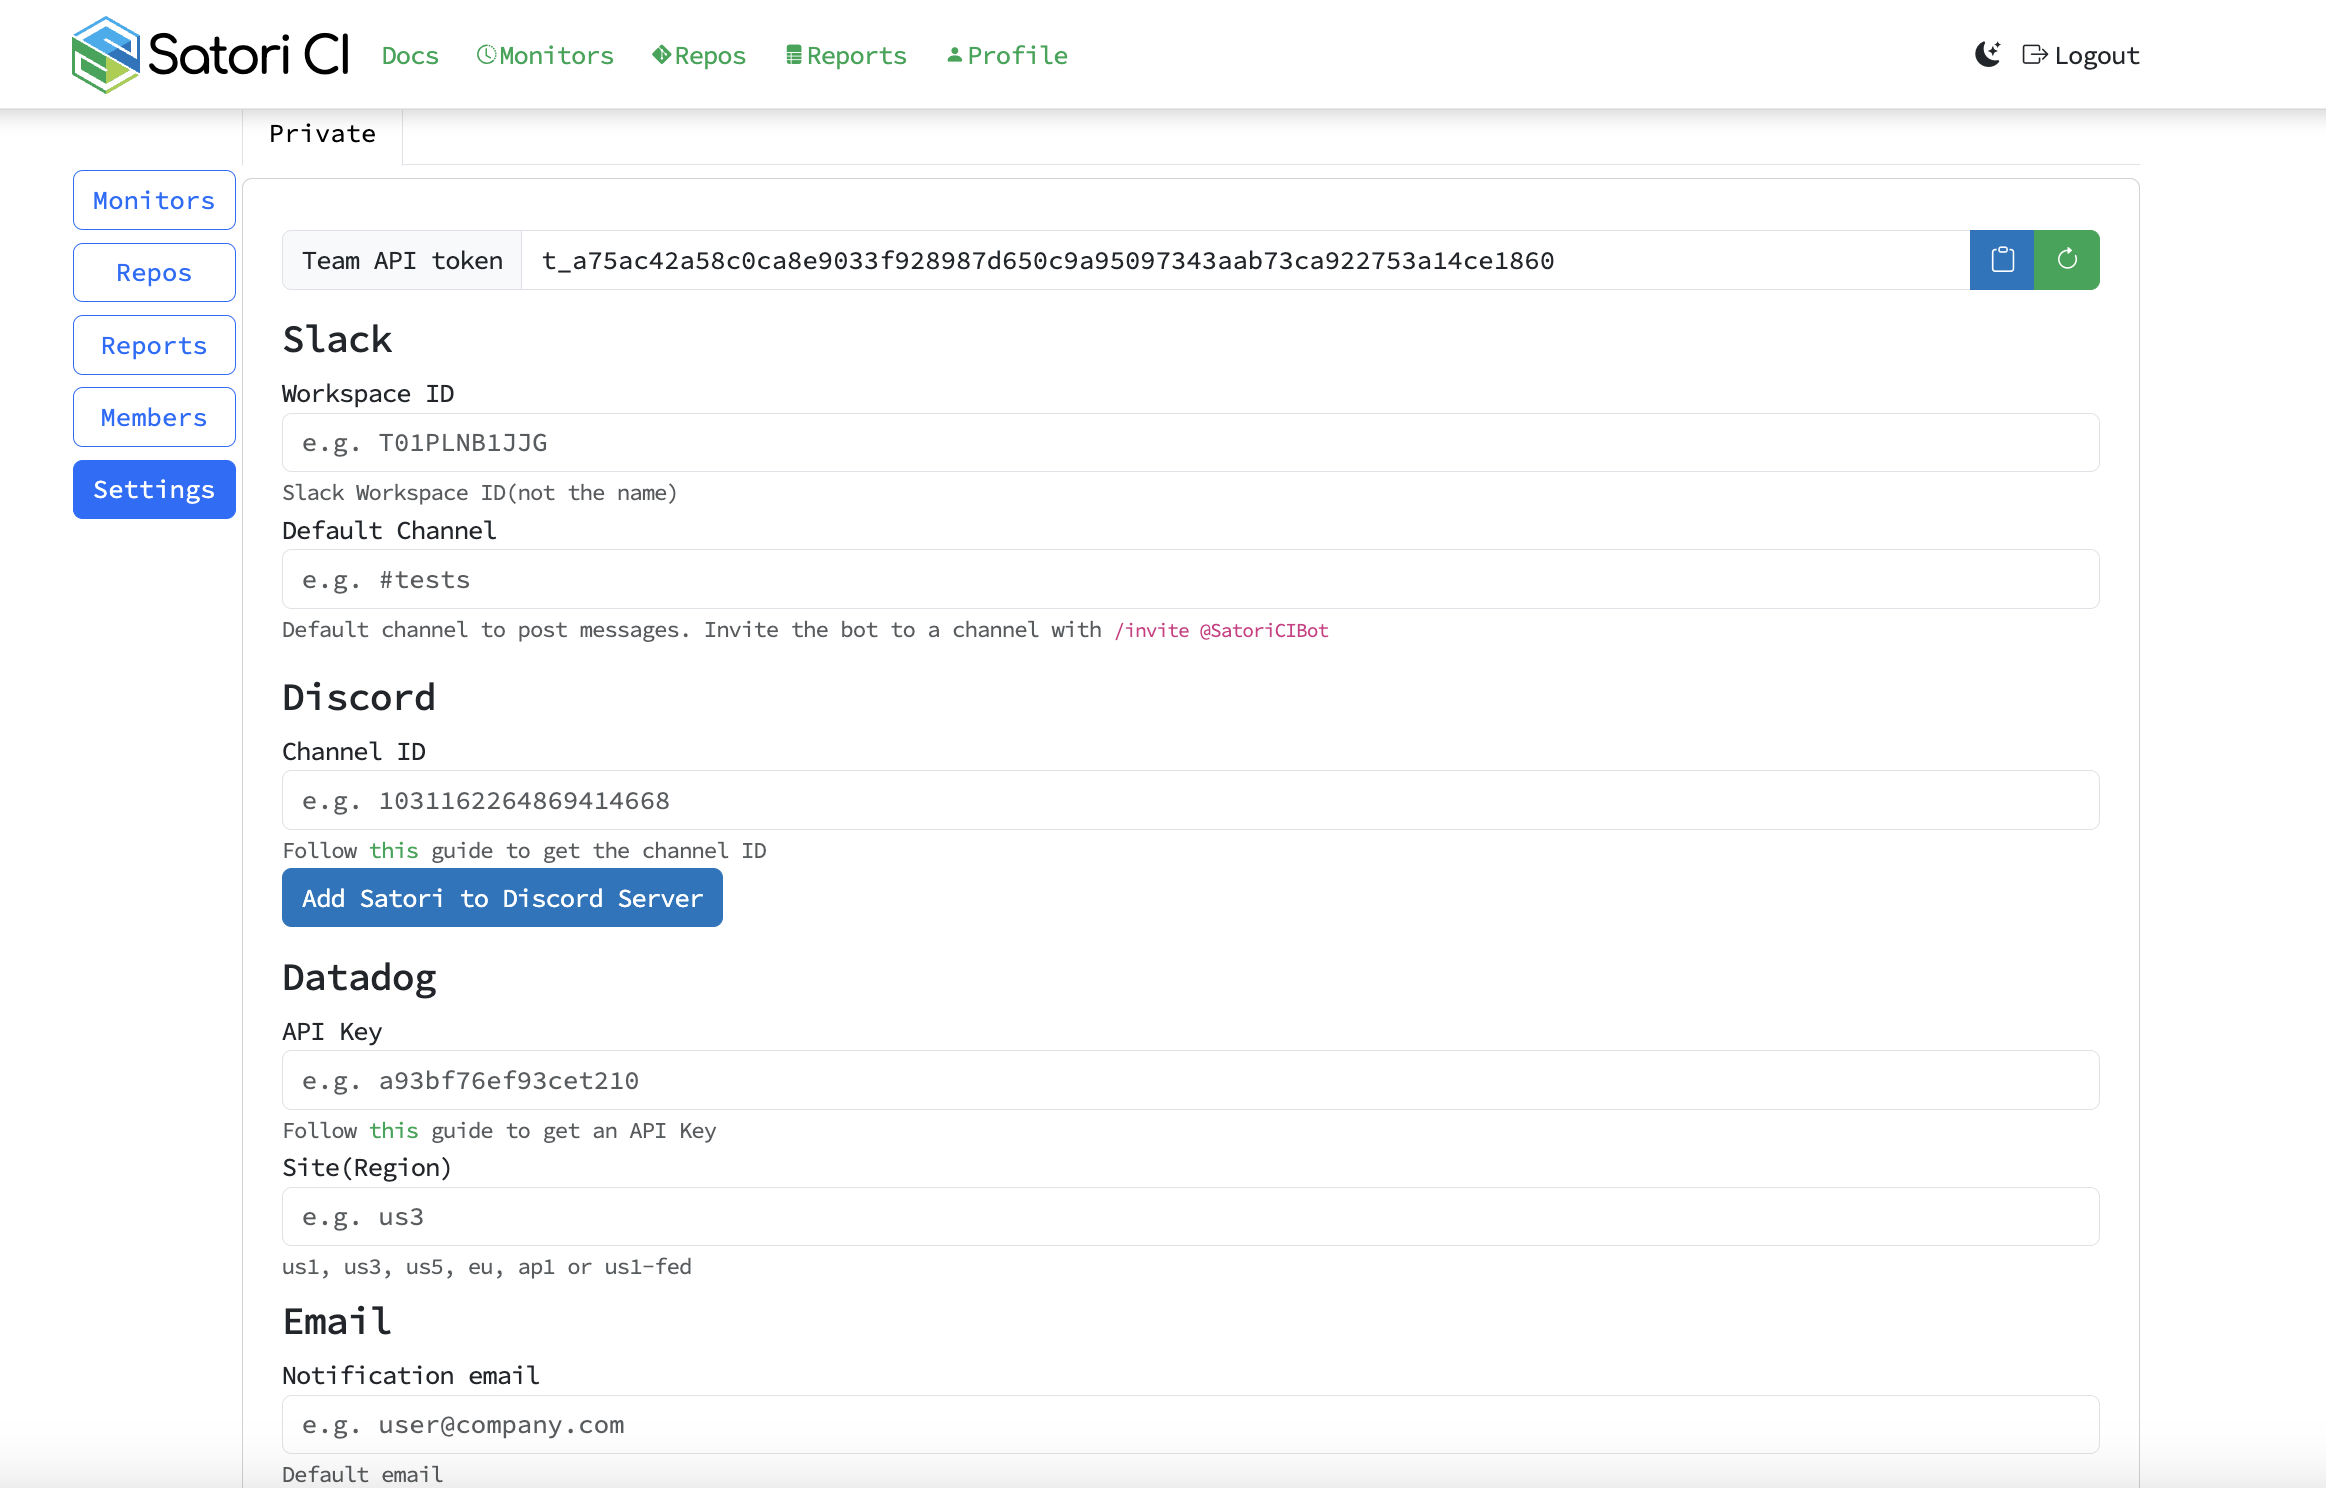 Satori CI
Docs Monitors Repos Reports Profile Logout
Private
Monitors
Repos
Reports
Members
Settings
Team API token t_a75ac42a58c0ca8e9033f928987d650c9a95097343aab73ca922753a14ce1860
Slack
Workspace ID
e.g. T01PLNB1JJG
Slack Workspace ID(not the name)
Default Channel
e.g. #tests
Default channel to post messages. Invite the bot to a channel with /invite @SatoriCIBot
Discord
Channel ID
e.g. 1031162264869414668
Follow this guide to get the channel ID
Add Satori to Discord Server
Datadog
API Key
e.g. a93bf76ef93cet210
Follow this guide to get an API Key
Site(Region)
e.g. us3
us1, us3, us5, eu, ap1 or us1-fed
Email
Notification email
e.g. user@company.com
Default email